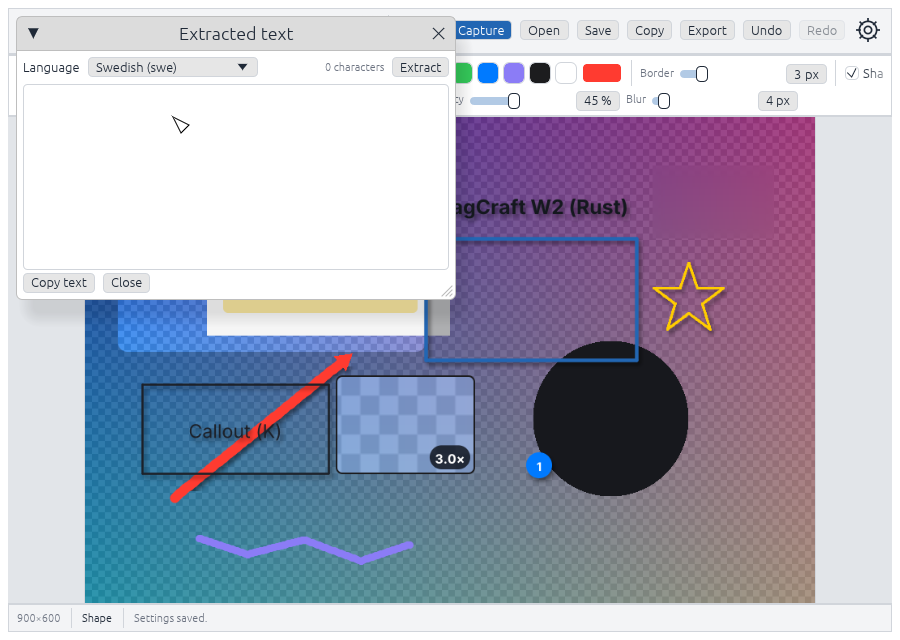 ▼ Extracted text
Capture Open Save Copy Export Undo Redo
Language Swedish (swe) 0 characters Extract
Border 3 px Sha
45 % Blur 4 px
Copy text Close
agCraft W2 (Rust)
Callout (K)
3.0×
1
900×600 Shape Settings saved.